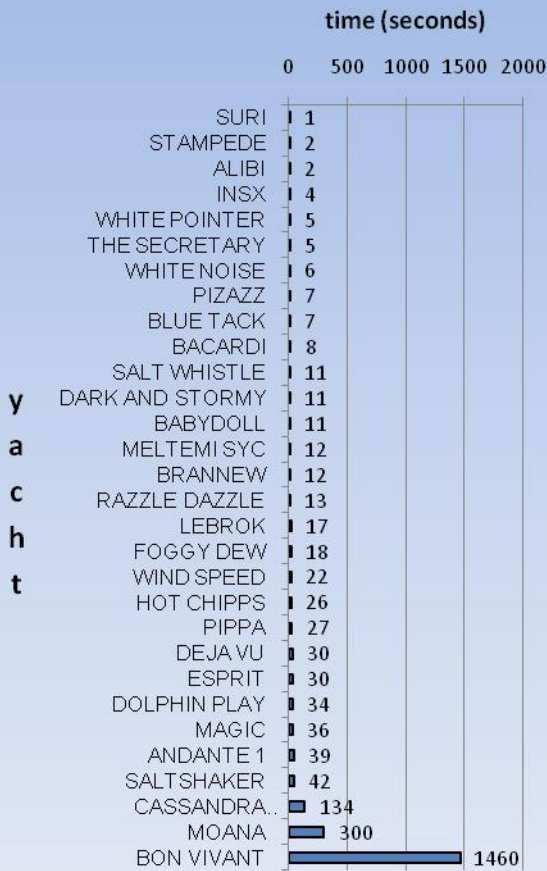 time (seconds)
0 500 1000 1500 2000
SURI 1
STAMPEDE 2
ALIBI 2
INSX 4
WHITE POINTER 5
THE SECRETARY 5
WHITE NOISE 6
PIZAZZ 7
BLUE TACK 7
BACARDI 8
SALT WHISTLE 11
DARK AND STORMY 11
BABYDOLL 11
MELTEMI SYC 12
BRANNEW 12
RAZZLE DAZZLE 13
LEBROK 17
FOGGY DEW 18
WIND SPEED 22
HOT CHIPPS 26
PIPPA 27
DEJA VU 30
ESPRIT 30
DOLPHIN PLAY 34
MAGIC 36
ANDANTE 1 39
SALTSHAKER 42
CASSANDRA.. 134
MOANA 300
BON VIVANT 1460
yacht